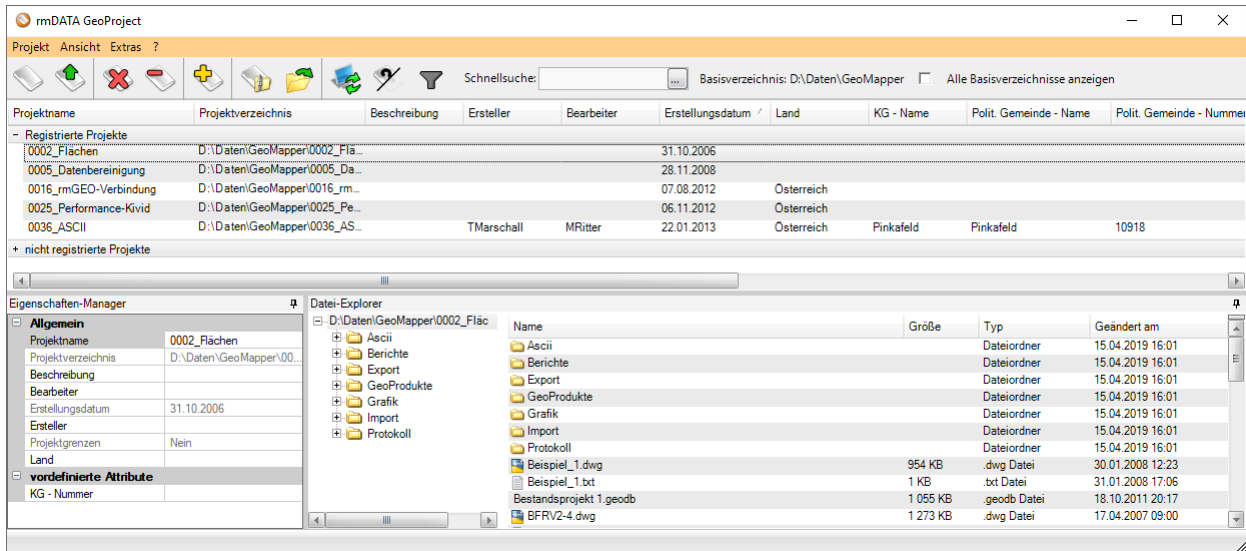 rmDATA GeoProject
Projekt Ansicht Extras ?
Schnellsuche: ... Basisverzeichnis: D:\Daten\GeoMapper Alle Basisverzeichnisse anzeigen
Projektname Projektverzeichnis Beschreibung Ersteller Bearbeiter Erstellungsdatum Land KG - Name Polit. Gemeinde - Name Polit. Gemeinde - Nummer
Registrierte Projekte
0002_Flächen D:\Daten\GeoMapper\0002_Flä... 31.10.2006
0005_Datenbereinigung D:\Daten\GeoMapper\0005_Da... 28.11.2008
0016_rmGEO-Verbindung D:\Daten\GeoMapper\0016_rm... 07.08.2012 Österreich
0025_Performance-Kivid D:\Daten\GeoMapper\0025_Pe... 06.11.2012 Österreich
0036_ASCII D:\Daten\GeoMapper\0036_AS... TMarschall MRitter 22.01.2013 Österreich Pinkafeld Pinkafeld 10918
nicht registrierte Projekte
Eigenschaften-Manager
Allgemein
Projektname 0002_Flächen
Projektverzeichnis D:\Daten\GeoMapper\00...
Beschreibung
Bearbeiter
Erstellungsdatum 31.10.2006
Ersteller
Projektgrenzen Nein
Land
vordefinierte Attribute
KG - Nummer
Datei-Explorer
D:\Daten\GeoMapper\0002_Fläc
Ascii
Berichte
Export
GeoProdukte
Grafik
Import
Protokoll
Name Größe Typ Geändert am
Ascii Dateiordner 15.04.2019 16:01
Berichte Dateiordner 15.04.2019 16:01
Export Dateiordner 15.04.2019 16:01
GeoProdukte Dateiordner 15.04.2019 16:01
Grafik Dateiordner 15.04.2019 16:01
Import Dateiordner 15.04.2019 16:01
Protokoll Dateiordner 15.04.2019 16:01
Beispiel_1.dwg 954 KB .dwg Datei 30.01.2008 12:23
Beispiel_1.txt 1 KB .txt Datei 31.01.2008 17:06
Bestandsprojekt 1.geodb 1 055 KB .geodb Datei 18.10.2011 20:17
BFRV2-4.dwg 1 273 KB .dwg Datei 17.04.2007 09:00